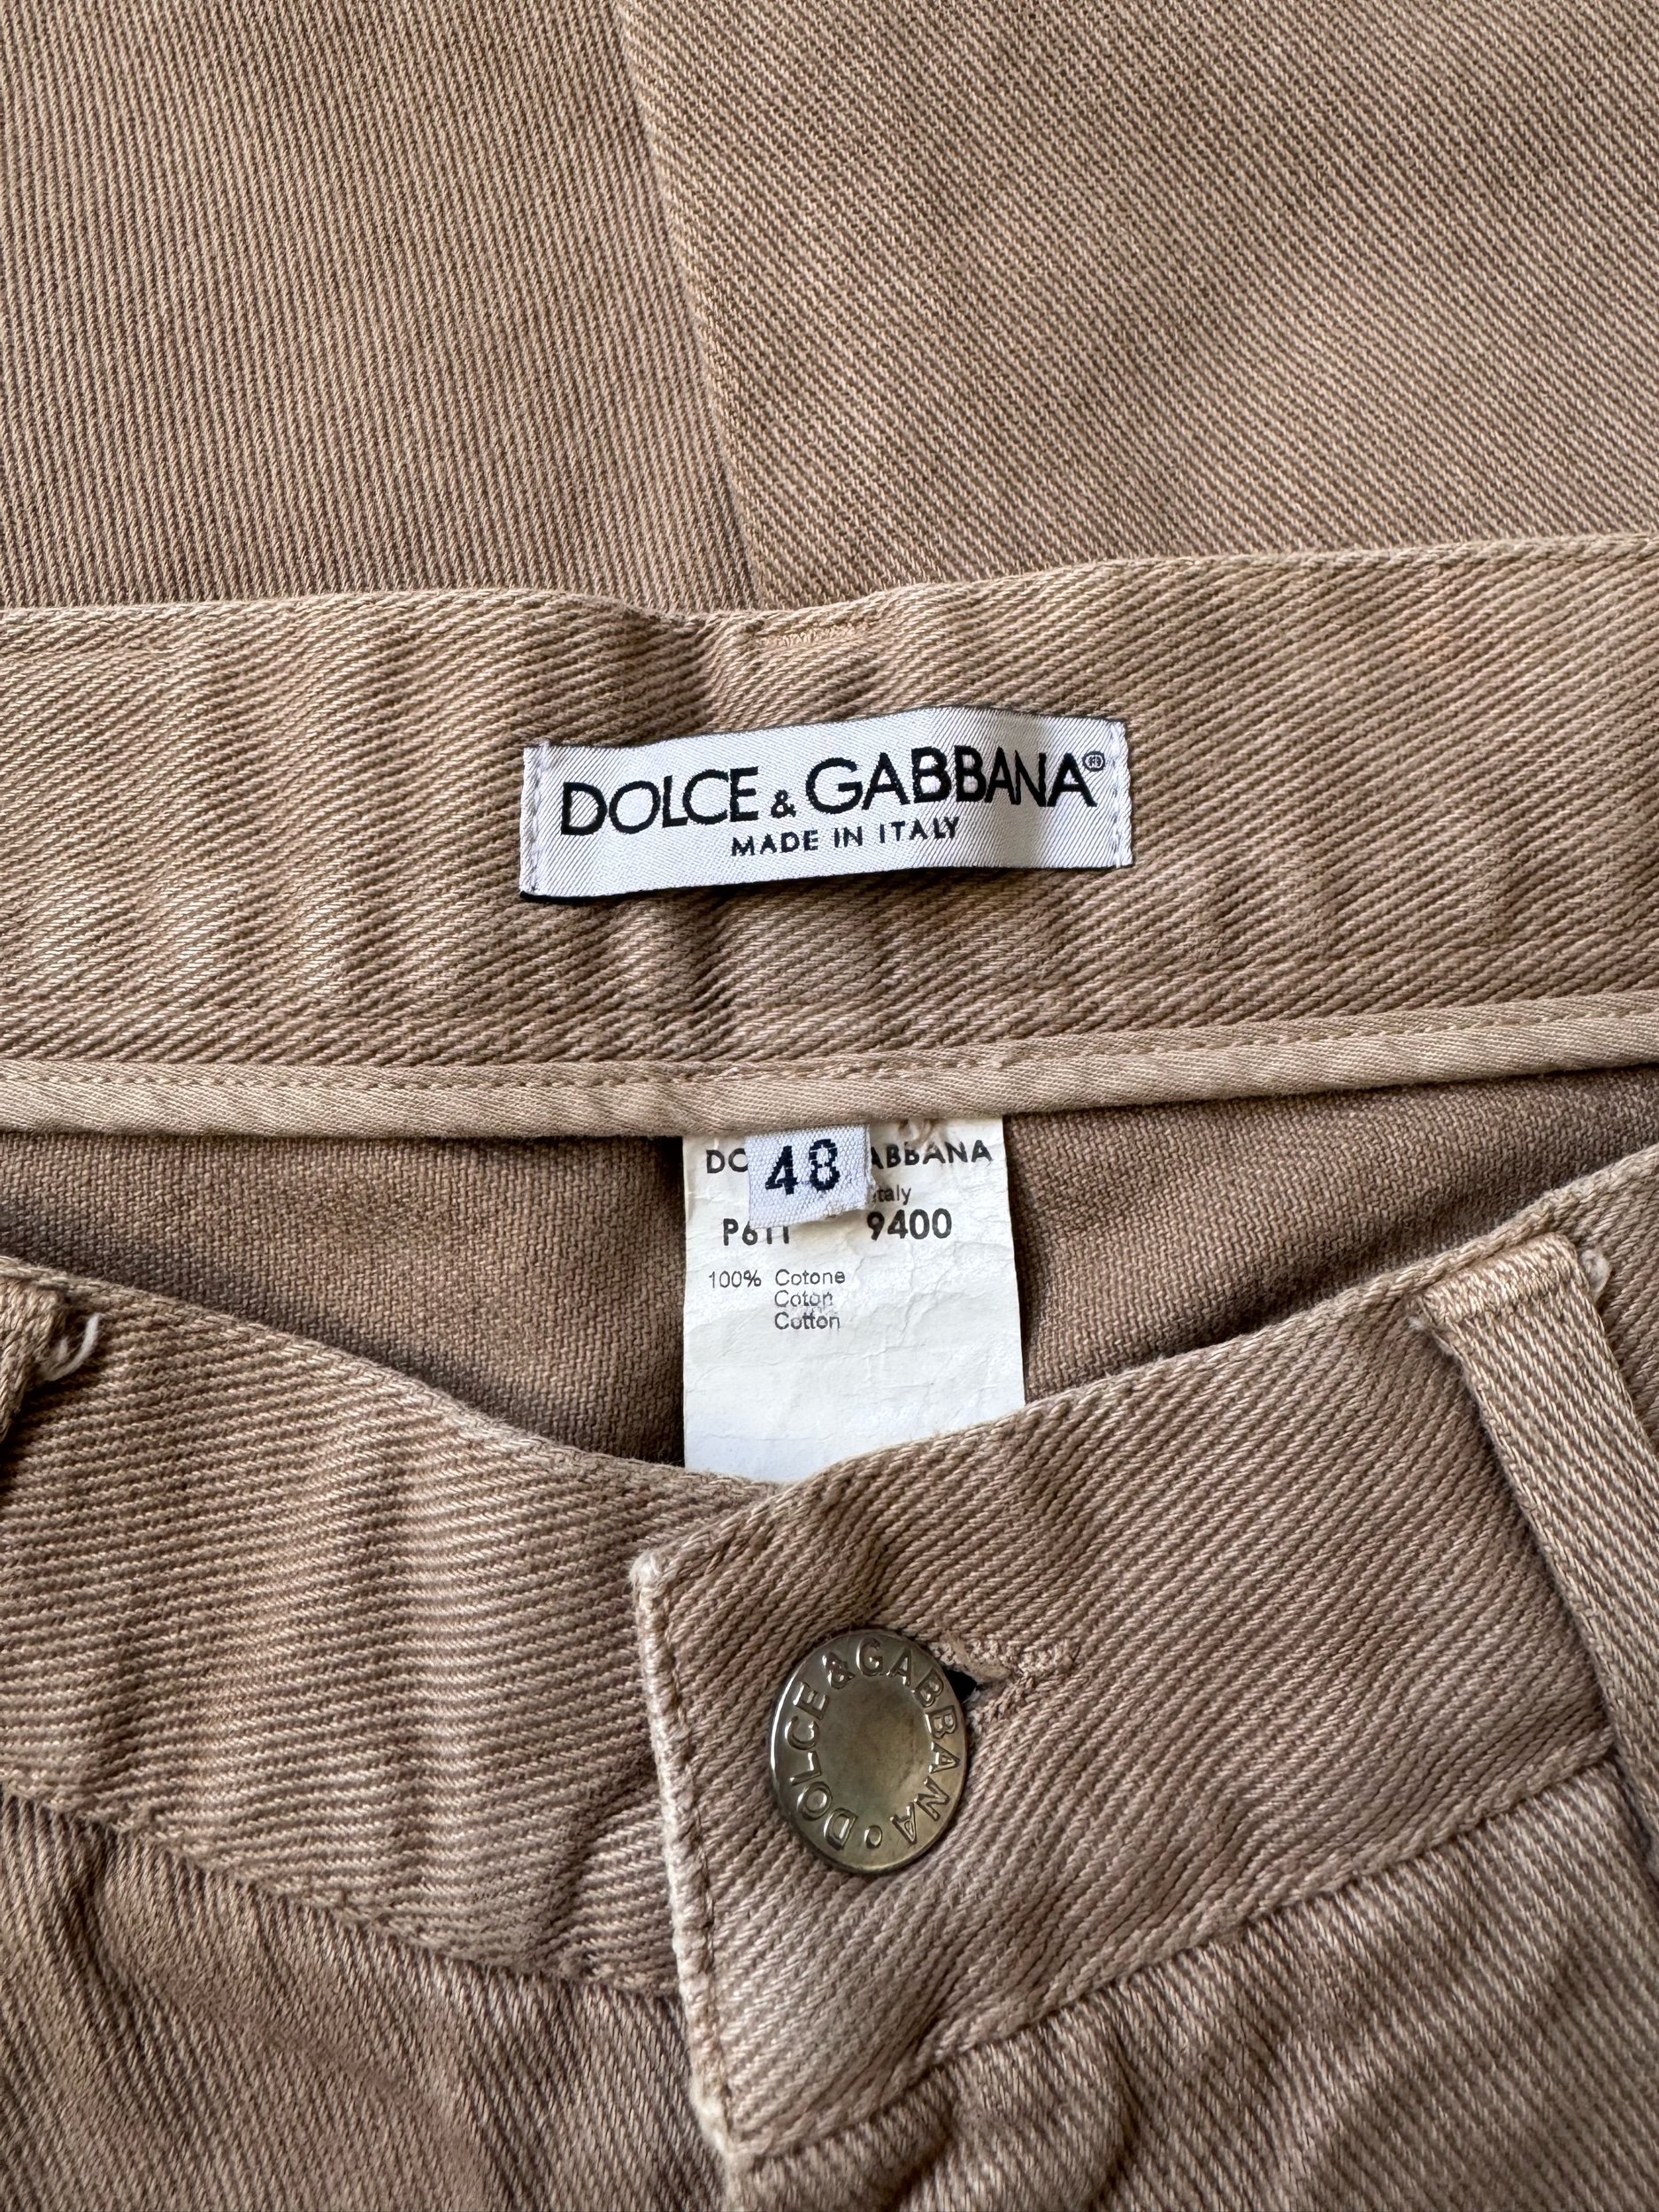 DOLCE & GABBANA®
MADE IN ITALY
48
9400
100% Cotone
Coton
Cotton
DOLCE & GABBANA •